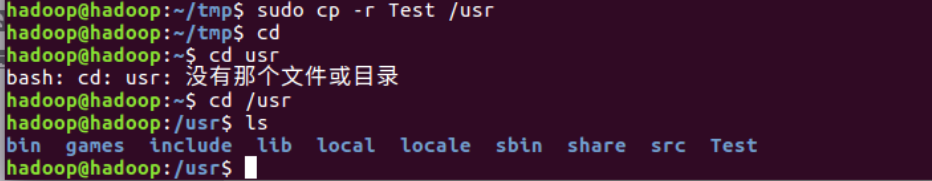 hadoop@hadoop:~/tmp$ sudo cp -r Test /usr
hadoop@hadoop:~/tmp$ cd
hadoop@hadoop:~$ cd usr
bash: cd: usr: 没有那个文件或目录
hadoop@hadoop:~$ cd /usr
hadoop@hadoop:/usr$ ls
bin  games  include  lib  local  locale  sbin  share  src  Test
hadoop@hadoop:/usr$